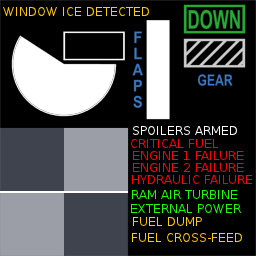 WINDOW ICE DETECTED
FLAPS
DOWN
GEAR
SPOILERS ARMED
CRITICAL FUEL
ENGINE 1 FAILURE
ENGINE 2 FAILURE
HYDRAULIC FAILURE
RAM AIR TURBINE
EXTERNAL POWER
FUEL DUMP
FUEL CROSS-FEED